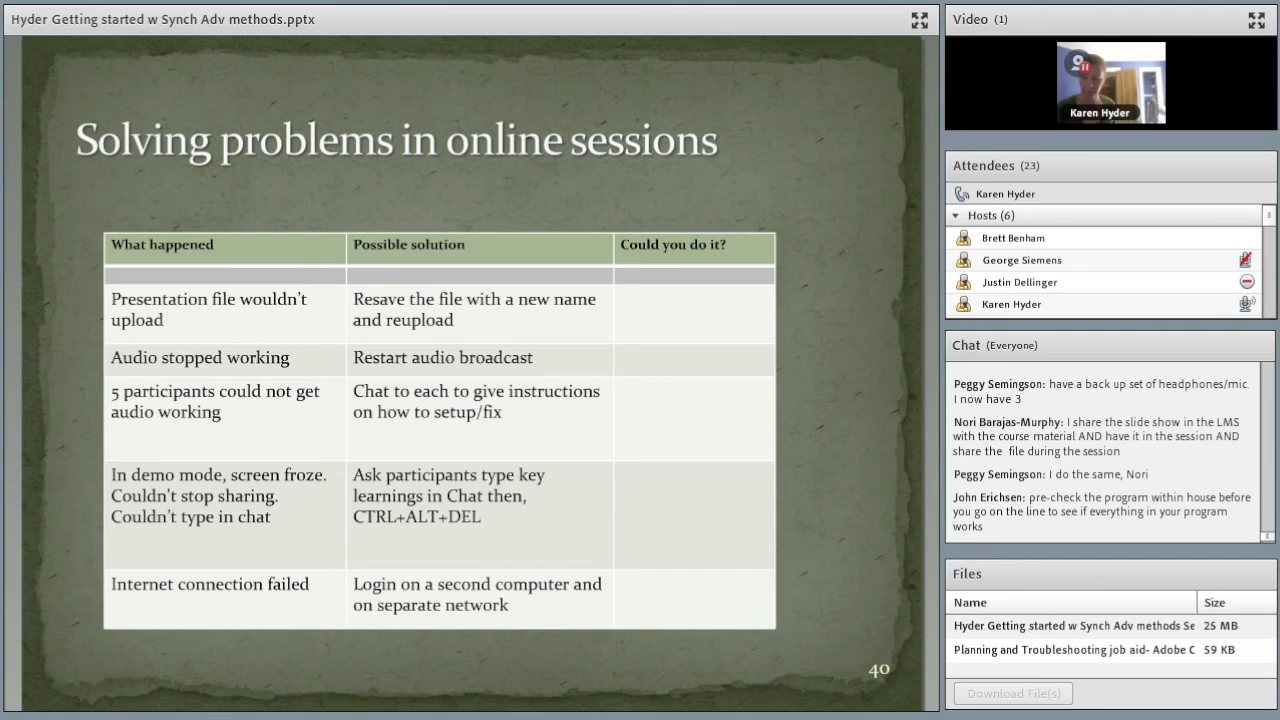 Hyder Getting started w Synch Adv methods.pptx
Solving problems in online sessions
What happened
Possible solution
Could you do it?
Presentation file wouldn't
upload
Resave the file with a new name
and reupload
Audio stopped working
Restart audio broadcast
5 participants could not get
audio working
Chat to each to give instructions
on how to setup/fix
In demo mode, screen froze.
Couldn't stop sharing.
Couldn't type in chat
Ask participants type key
learnings in Chat then,
CTRL+ALT+DEL
Internet connection failed
Login on a second computer and
on separate network
40
Video (1)
Karen Hyder
Attendees (23)
Karen Hyder
Hosts (6)
Brett Benham
George Siemens
Justin Dellinger
Karen Hyder
Chat (Everyone)
Peggy Semingson: have a back up set of headphones/mic.
I now have 3
Nori Barajas-Murphy: I share the slide show in the LMS
with the course material AND have it in the session AND
share the file during the session
Peggy Semingson: I do the same, Nori
John Erichsen: pre-check the program within house before
you go on the line to see if everything in your program
works
Files
Name
Size
Hyder Getting started w Synch Adv methods Se
25 MB
Planning and Troubleshooting job aid- Adobe C
59 KB
Download File(s)